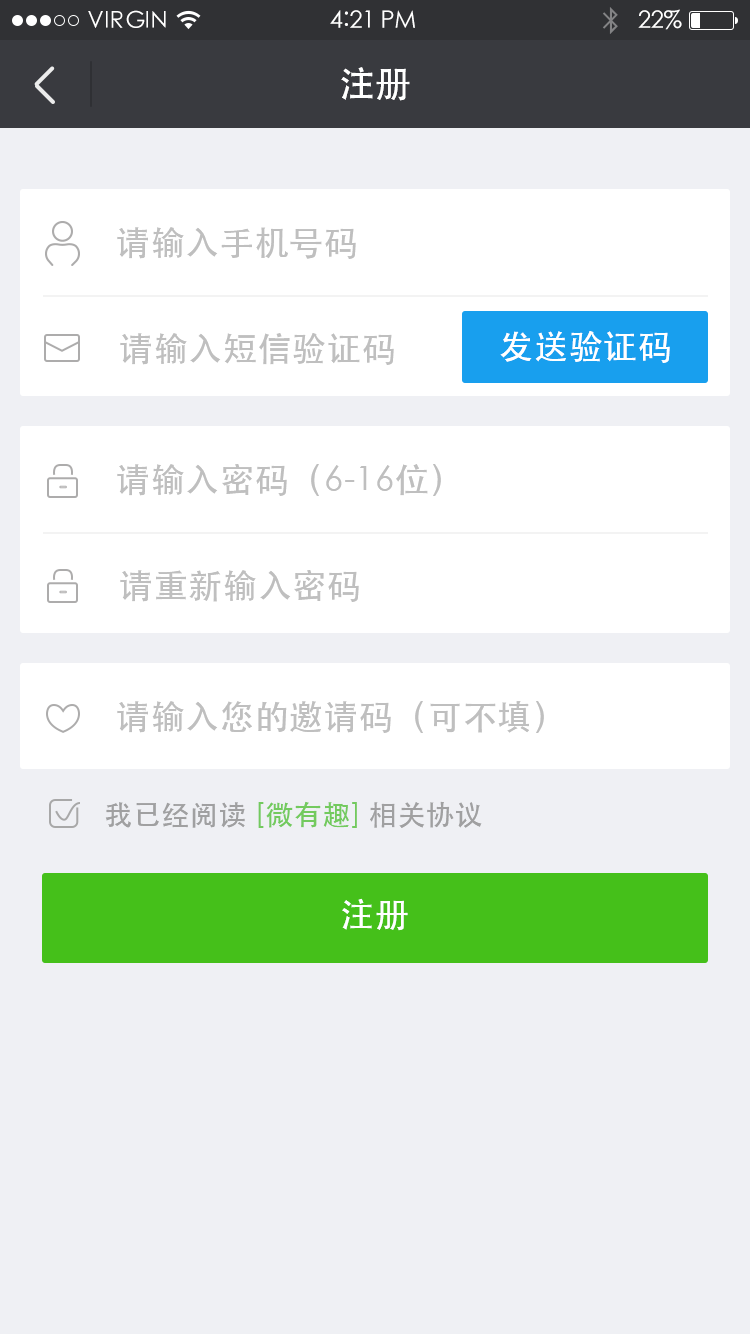 VIRGIN 4:21 PM 22%
注册
请输入手机号码
请输入短信验证码 发送验证码
请输入密码（6-16位）
请重新输入密码
请输入您的邀请码（可不填）
我已经阅读 [微有趣] 相关协议
注册